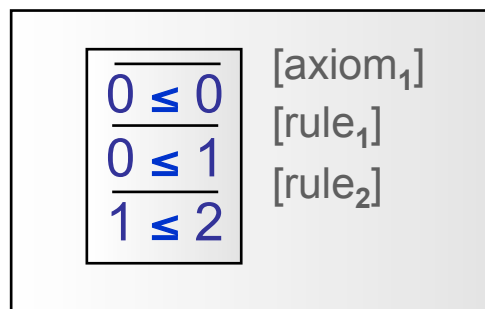 0 ≤ 0 [axiom₁]
0 ≤ 1 [rule₁]
1 ≤ 2 [rule₂]